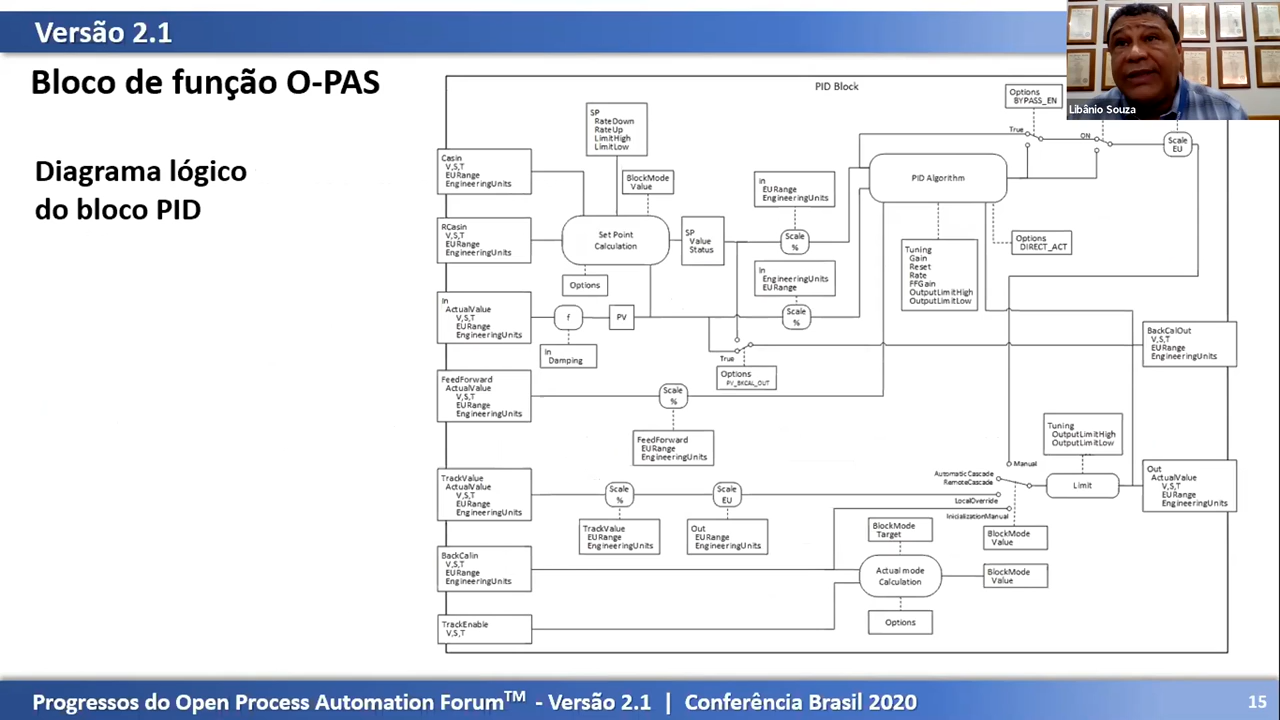 Versão 2.1
Bloco de função O-PAS
Diagrama lógico
do bloco PID
PID Block
Libânio Souza
Options
BYPASS_EN
True
ON
Scale
EU
SP
RateDown
RateUp
LimitHigh
LimitLow
CasIn
V,S,T
EURange
EngineeringUnits
BlockMode
Value
In
EURange
EngineeringUnits
PID Algorithm
RCasIn
V,S,T
EURange
EngineeringUnits
Set Point
Calculation
SP
Value
Status
Scale
%
Options
DIRECT_ACT
Tuning
Gain
Reset
Rate
FFGain
OutputLimitHigh
OutputLimitLow
Options
In
EngineeringUnits
EURange
In
ActualValue
V,S,T
EURange
EngineeringUnits
f
PV
Scale
%
In
Damping
True
Options
PV_BKCAL_OUT
BackCalOut
V,S,T
EURange
EngineeringUnits
FeedForward
ActualValue
V,S,T
EURange
EngineeringUnits
Scale
%
FeedForward
EURange
EngineeringUnits
Tuning
OutputLimitHigh
OutputLimitLow
Manual
AutomaticCascade
RemoteCascade
LocalOverride
InicializationManual
Limit
Out
ActualValue
V,S,T
EURange
EngineeringUnits
TrackValue
ActualValue
V,S,T
EURange
EngineeringUnits
Scale
%
Scale
EU
TrackValue
EURange
EngineeringUnits
Out
EURange
EngineeringUnits
BlockMode
Target
BlockMode
Value
BackCalIn
V,S,T
EURange
EngineeringUnits
Actual mode
Calculation
BlockMode
Value
TrackEnable
V,S,T
Options
Progressos do Open Process Automation Forum™ - Versão 2.1 | Conferência Brasil 2020
15